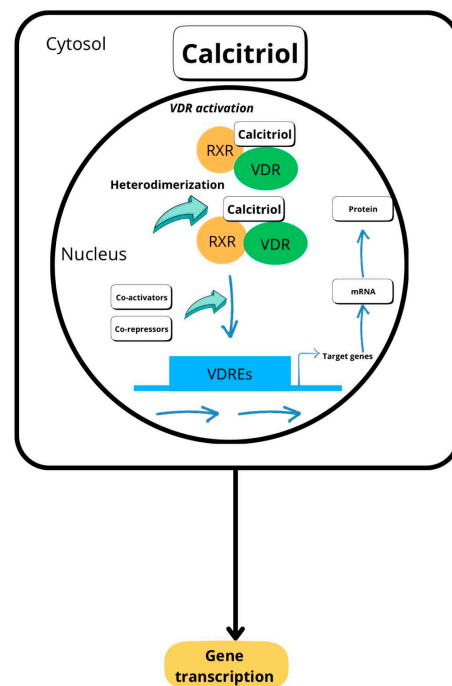 Cytosol
Calcitriol
VDR activation
Calcitriol
RXR
VDR
Heterodimerization
Calcitriol
RXR
VDR
Protein
Nucleus
Co-activators
mRNA
Co-repressors
Target genes
VDREs
Gene
transcription